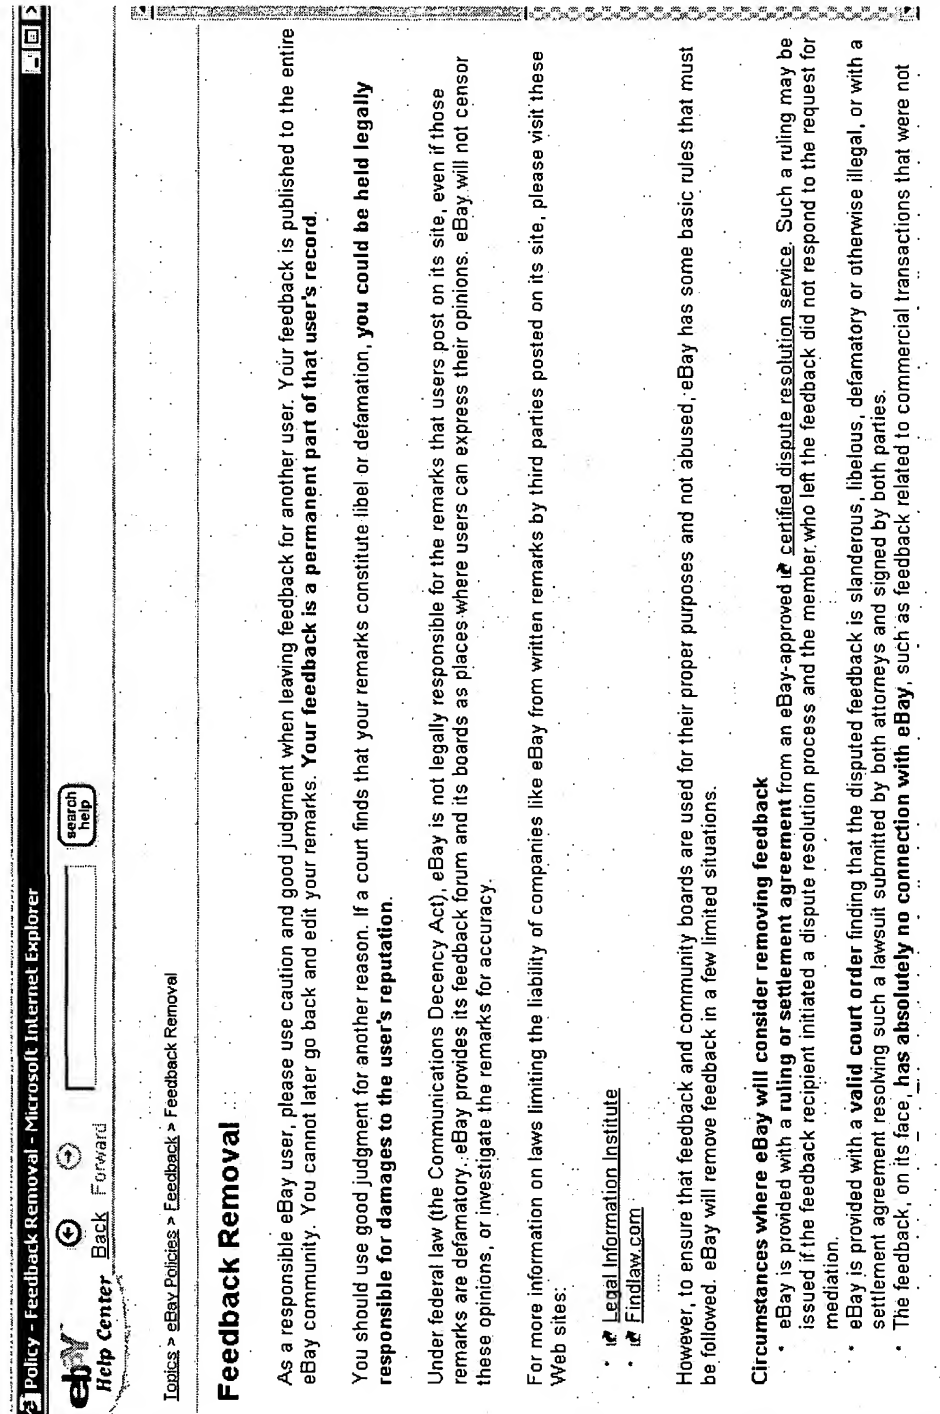 Policy - Feedback Removal - Microsoft Internet Explorer
ebY
Help Center
Back Forward
search
help
Topics > eBay Policies > Feedback > Feedback Removal
Feedback Removal
As a responsible eBay user, please use caution and good judgment when leaving feedback for another user. Your feedback is published to the entire
eBay community. You cannot later go back and edit your remarks. Your feedback is a permanent part of that user's record.
You should use good judgment for another reason. If a court finds that your remarks constitute libel or defamation, you could be held legally
responsible for damages to the user's reputation.
Under federal law (the Communications Decency Act), eBay is not legally responsible for the remarks that users post on its site, even if those
remarks are defamatory. eBay provides its feedback forum and its boards as places where users can express their opinions. eBay will not censor
these opinions, or investigate the remarks for accuracy.
For more information on laws limiting the liability of companies like eBay from written remarks by third parties posted on its site, please visit these
Web sites:
• Legal Information Institute
• Findlaw.com
However, to ensure that feedback and community boards are used for their proper purposes and not abused, eBay has some basic rules that must
be followed. eBay will remove feedback in a few limited situations.
Circumstances where eBay will consider removing feedback
• eBay is provided with a ruling or settlement agreement from an eBay-approved certified dispute resolution service. Such a ruling may be
issued if the feedback recipient initiated a dispute resolution process and the member who left the feedback did not respond to the request for
mediation.
• eBay is provided with a valid court order finding that the disputed feedback is slanderous, libelous, defamatory or otherwise illegal, or with a
settlement agreement resolving such a lawsuit submitted by both attorneys and signed by both parties.
• The feedback, on its face, has absolutely no connection with eBay, such as feedback related to commercial transactions that were not